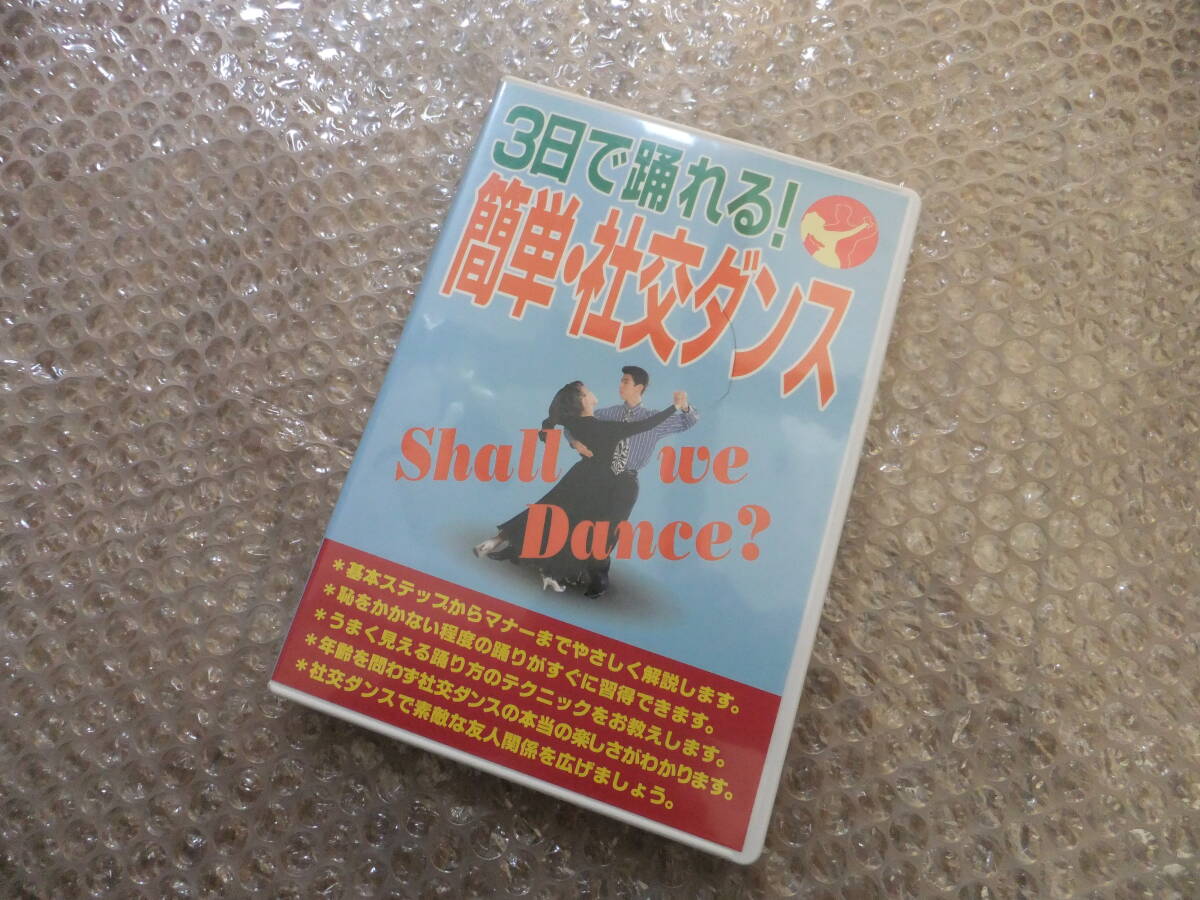 3日で踊れる!
簡単・社交ダンス
Shall we
Dance?
*基本ステップからマナーまでやさしく解説します。
*恥をかかない程度の踊りがすぐに習得できます。
*うまく見える踊り方のテクニックをお教えします。
*年齢を問わず社交ダンスの本当の楽しさがわかります。
*社交ダンスで素敵な友人関係を広げましょう。